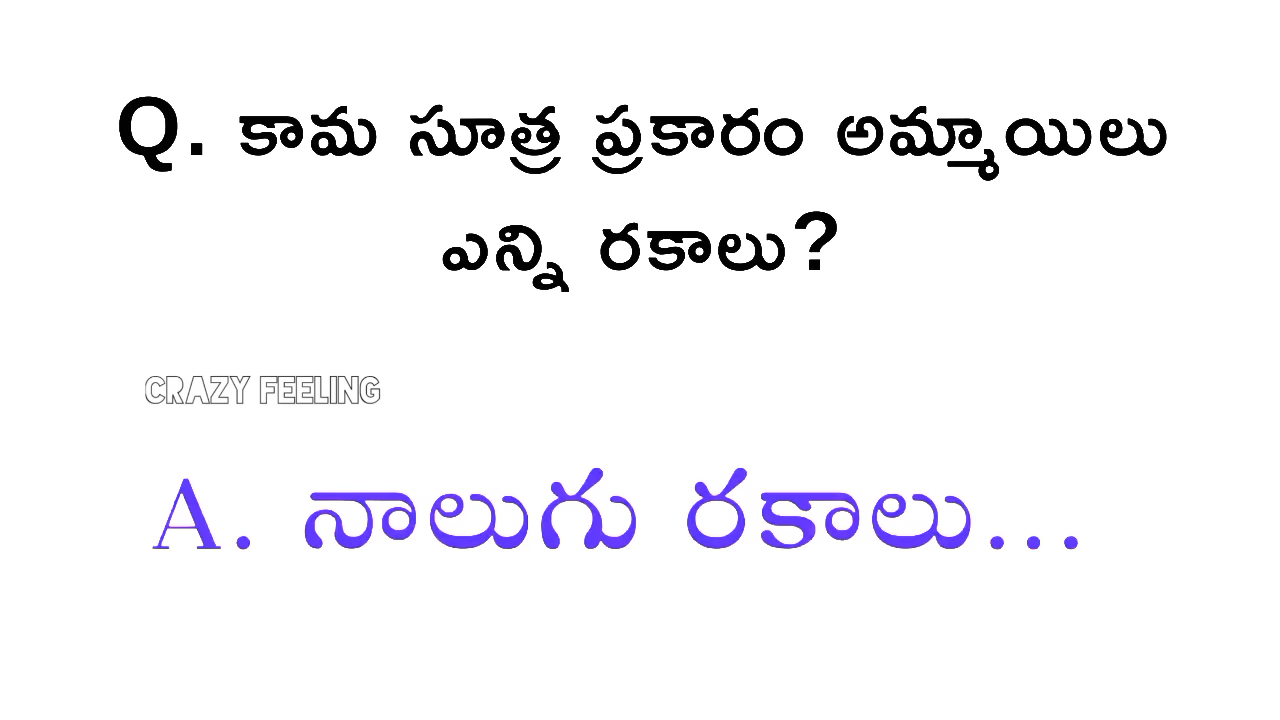 Q. కామ సూత్ర ప్రకారం అమ్మాయిలు
ఎన్ని రకాలు?
CRAZY FEELING
A. నాలుగు రకాలు...